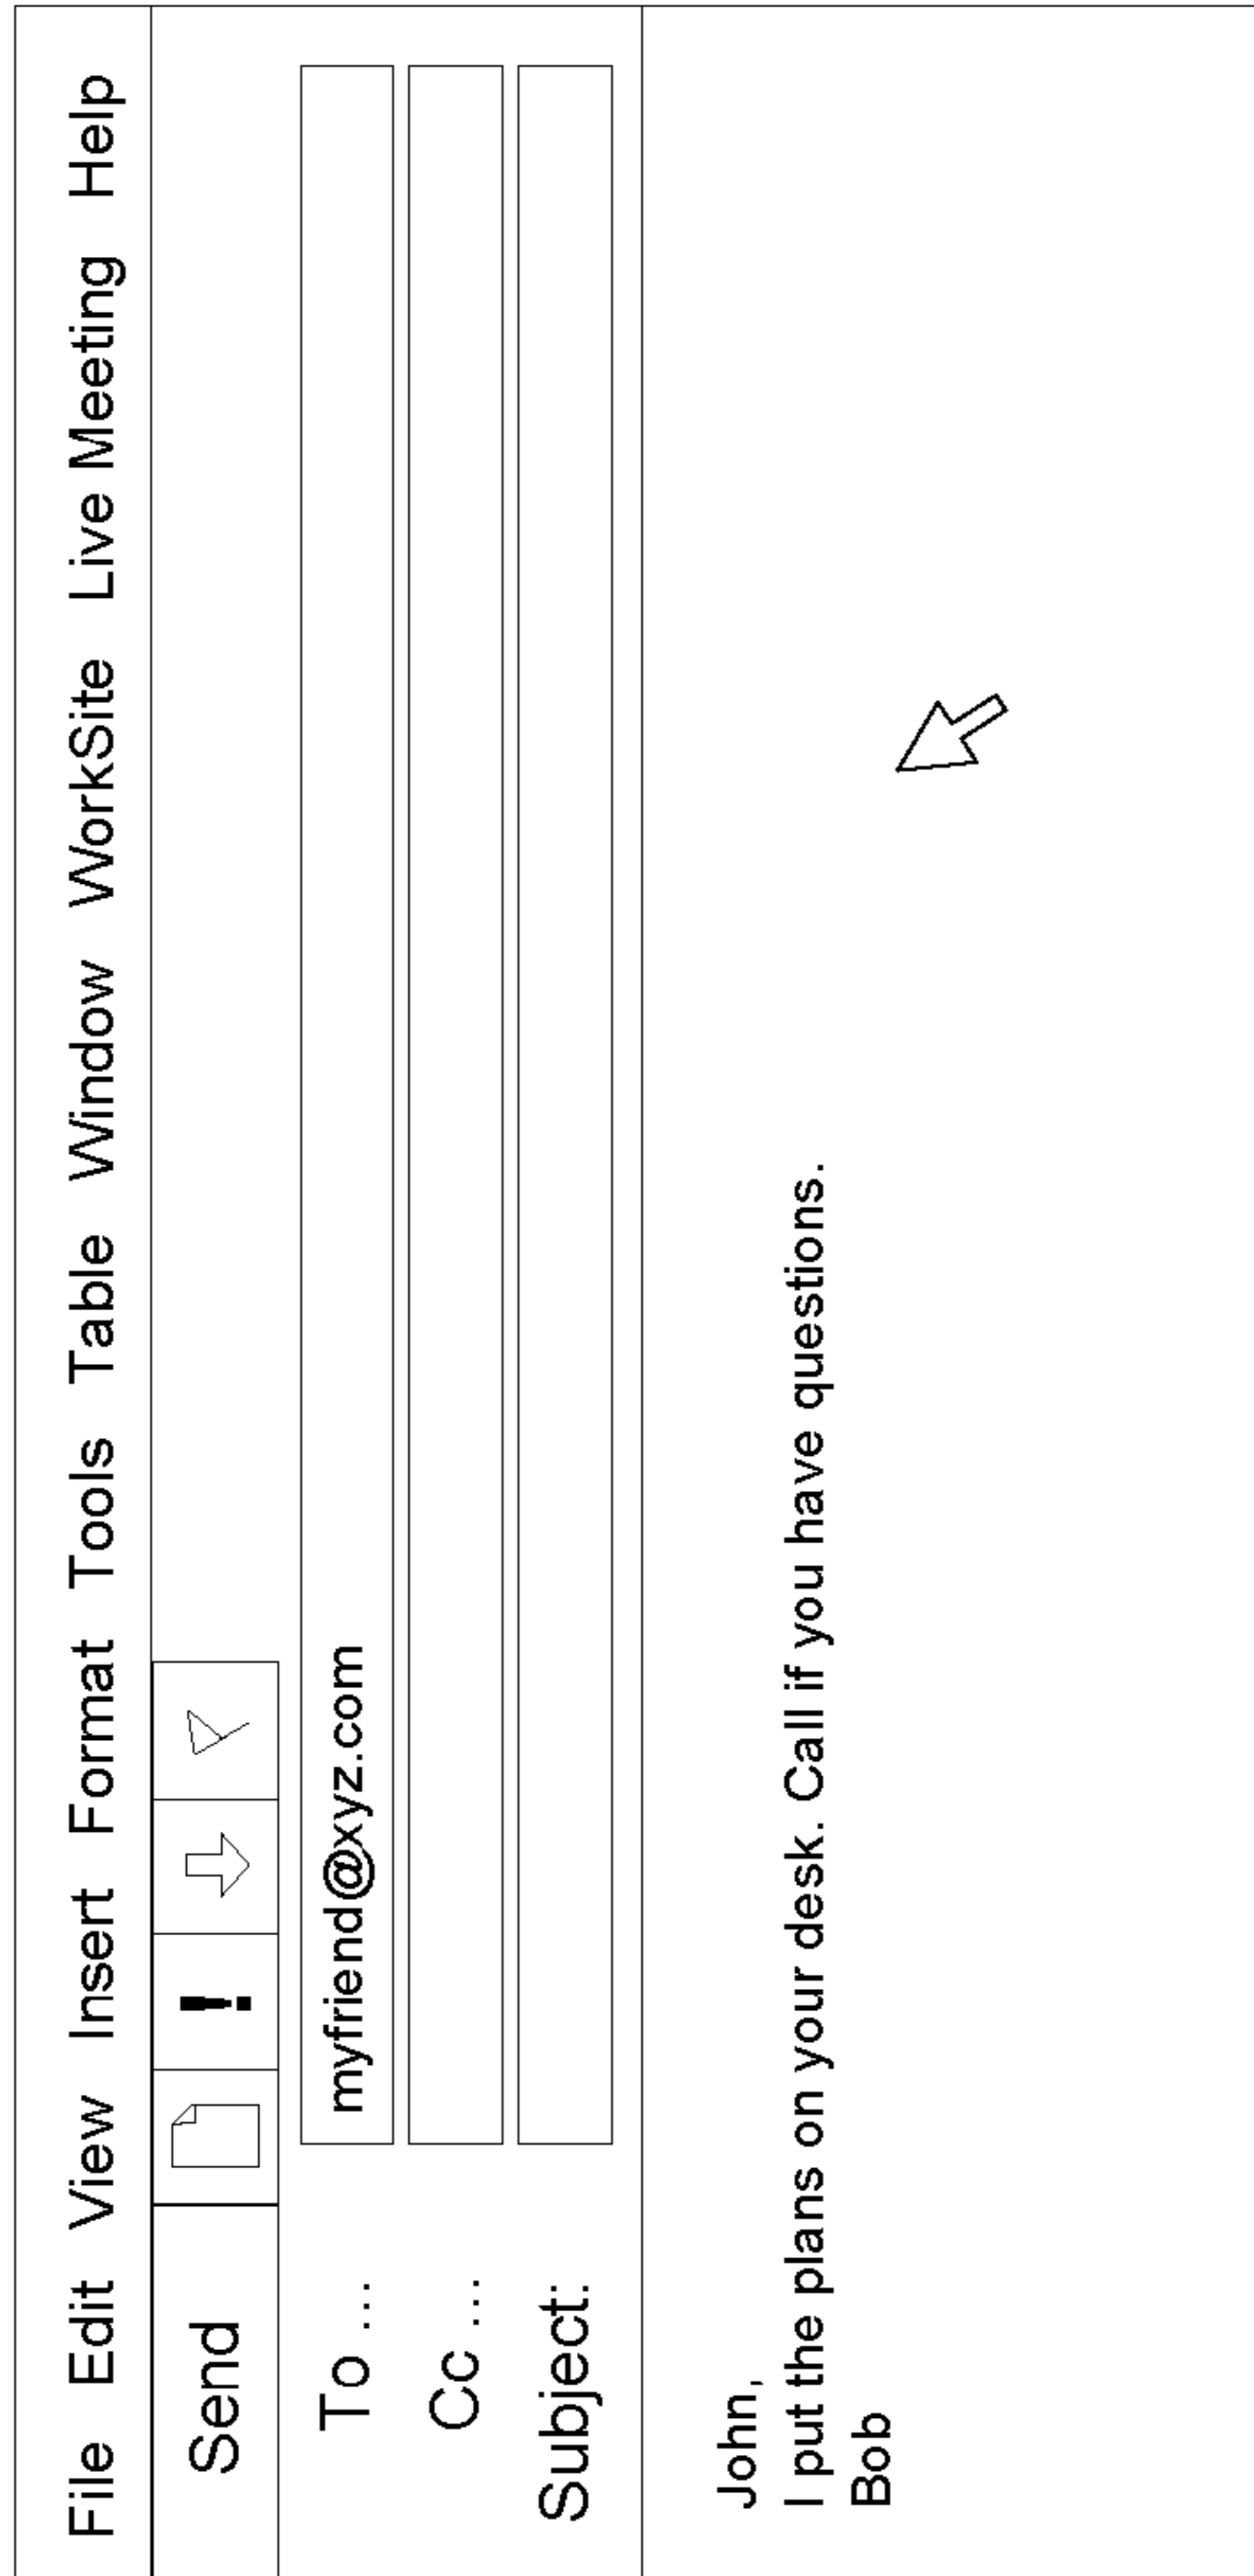 File Edit View Insert Format Tools Table Window WorkSite Live Meeting Help
Send !
To ... myfriend@xyz.com
Cc ...
Subject:
John,
I put the plans on your desk. Call if you have questions.
Bob